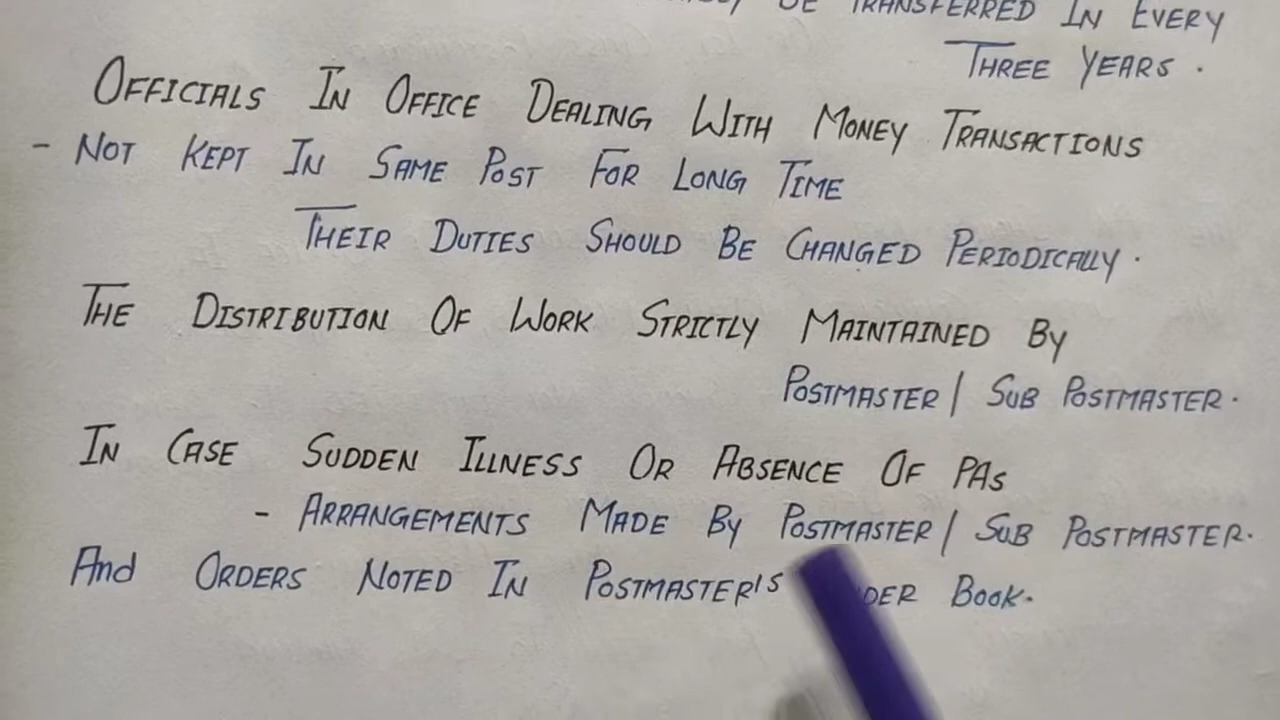 BE TRANSFERRED IN EVERY
THREE YEARS.
OFFICIALS IN OFFICE DEALING WITH MONEY TRANSACTIONS
- NOT KEPT IN SAME POST FOR LONG TIME
THEIR DUTIES SHOULD BE CHANGED PERIODICALLY.
THE DISTRIBUTION OF WORK STRICTLY MAINTAINED BY
POSTMASTER / SUB POSTMASTER.
IN CASE SUDDEN ILLNESS OR ABSENCE OF PAs
- ARRANGEMENTS MADE BY POSTMASTER / SUB POSTMASTER.
And ORDERS NOTED IN POSTMASTER'S BOOK.